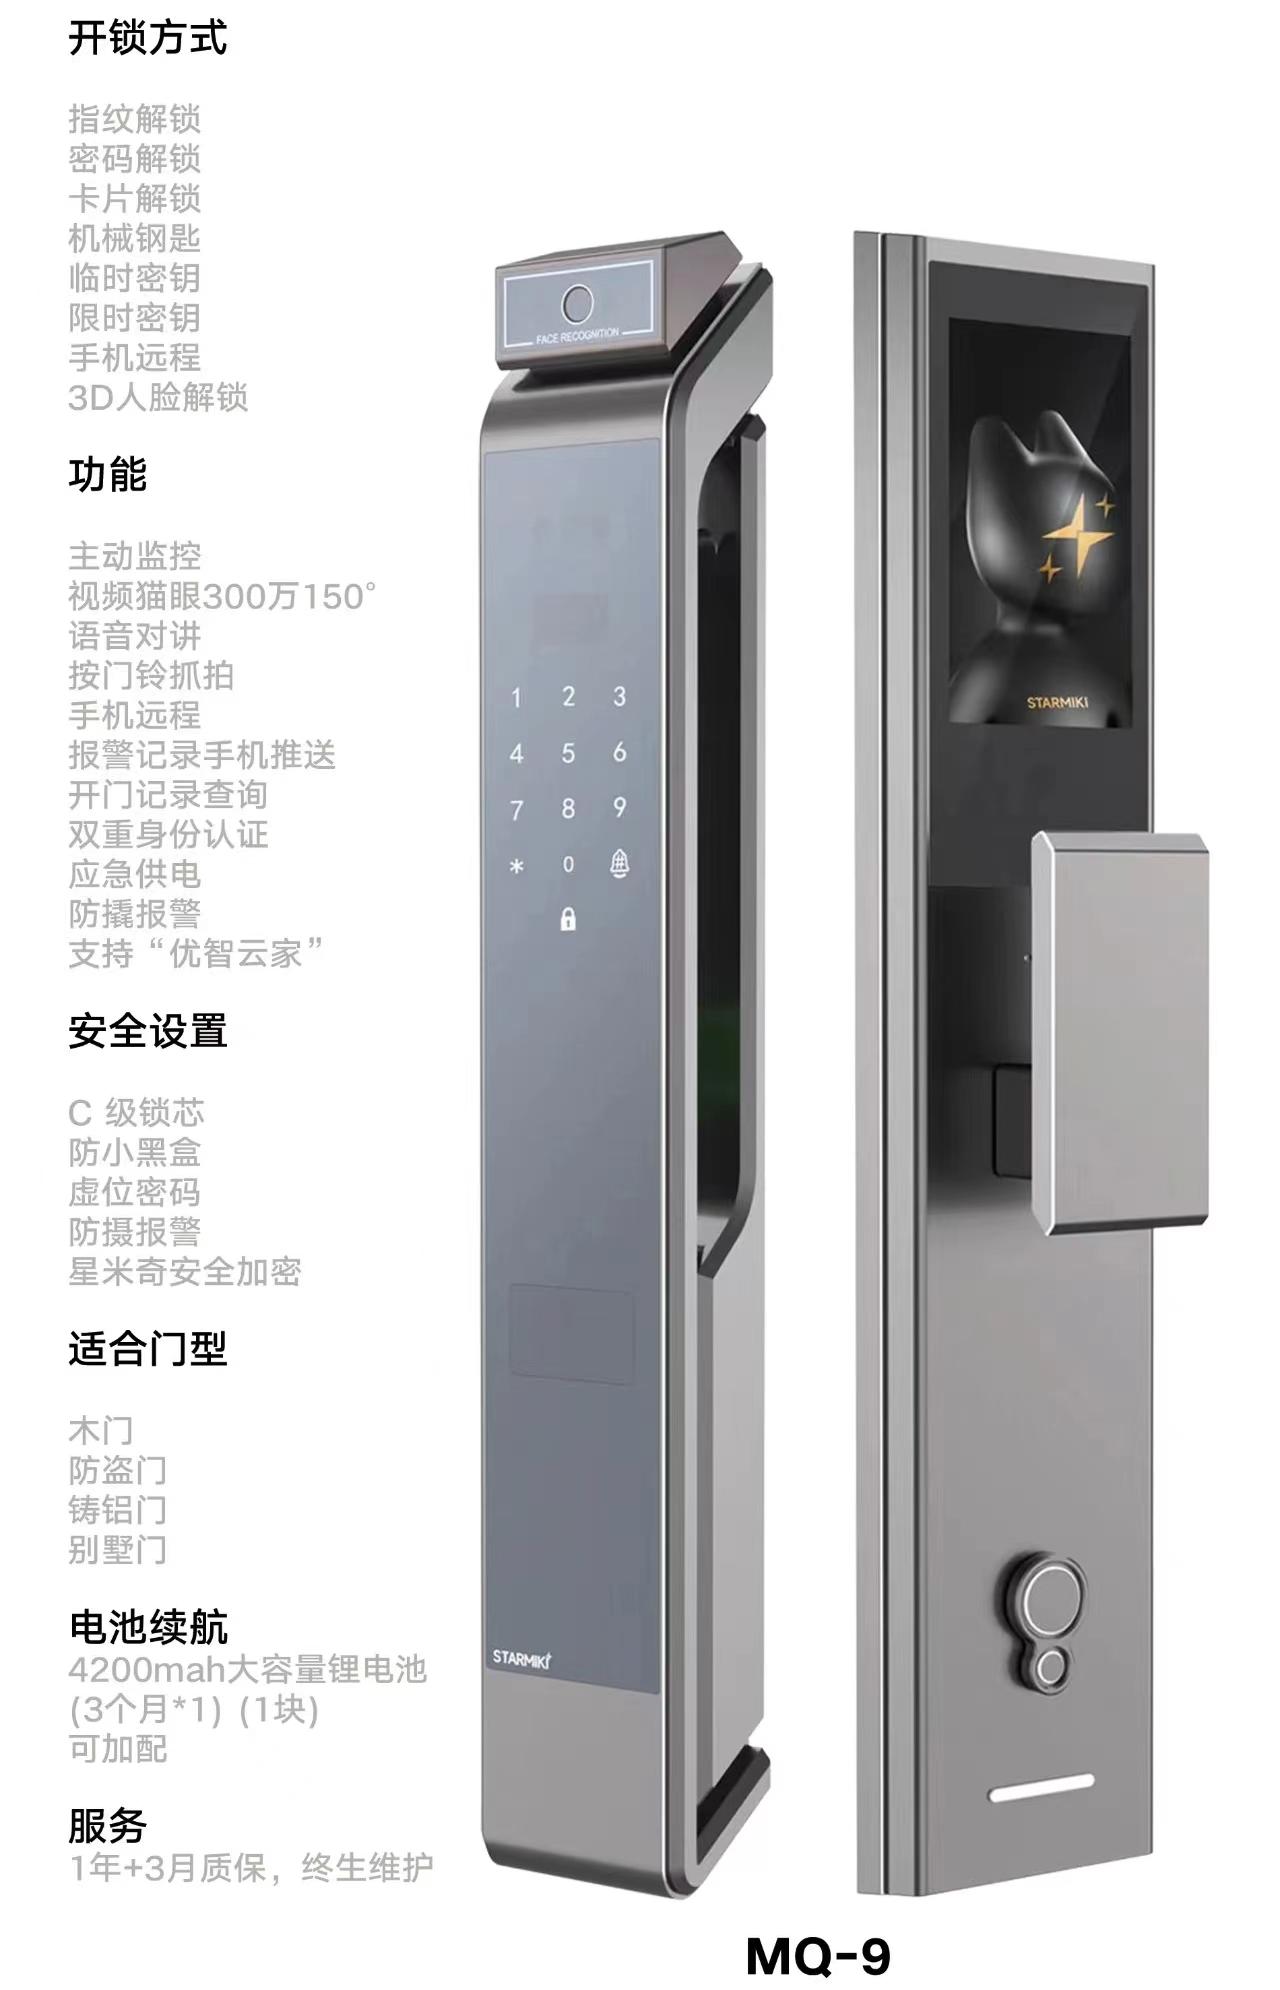 开锁方式
指纹解锁
密码解锁
卡片解锁
机械钢匙
临时密钥
限时密钥
手机远程
3D人脸解锁
功能
主动监控
视频猫眼300万150°
语音对讲
按门铃抓拍
手机远程
报警记录手机推送
开门记录查询
双重身份认证
应急供电
防撬报警
支持“优智云家”
安全设置
C 级锁芯
防小黑盒
虚位密码
防摄报警
星米奇安全加密
适合门型
木门
防盗门
铸铝门
别墅门
电池续航
4200mah大容量锂电池
(3个月*1) (1块)
可加配
服务
1年+3月质保，终生维护
FACE RECOGNITION
1 2 3
4 5 6
7 8 9
* 0
STARMIKI
STARMIKI
MQ-9